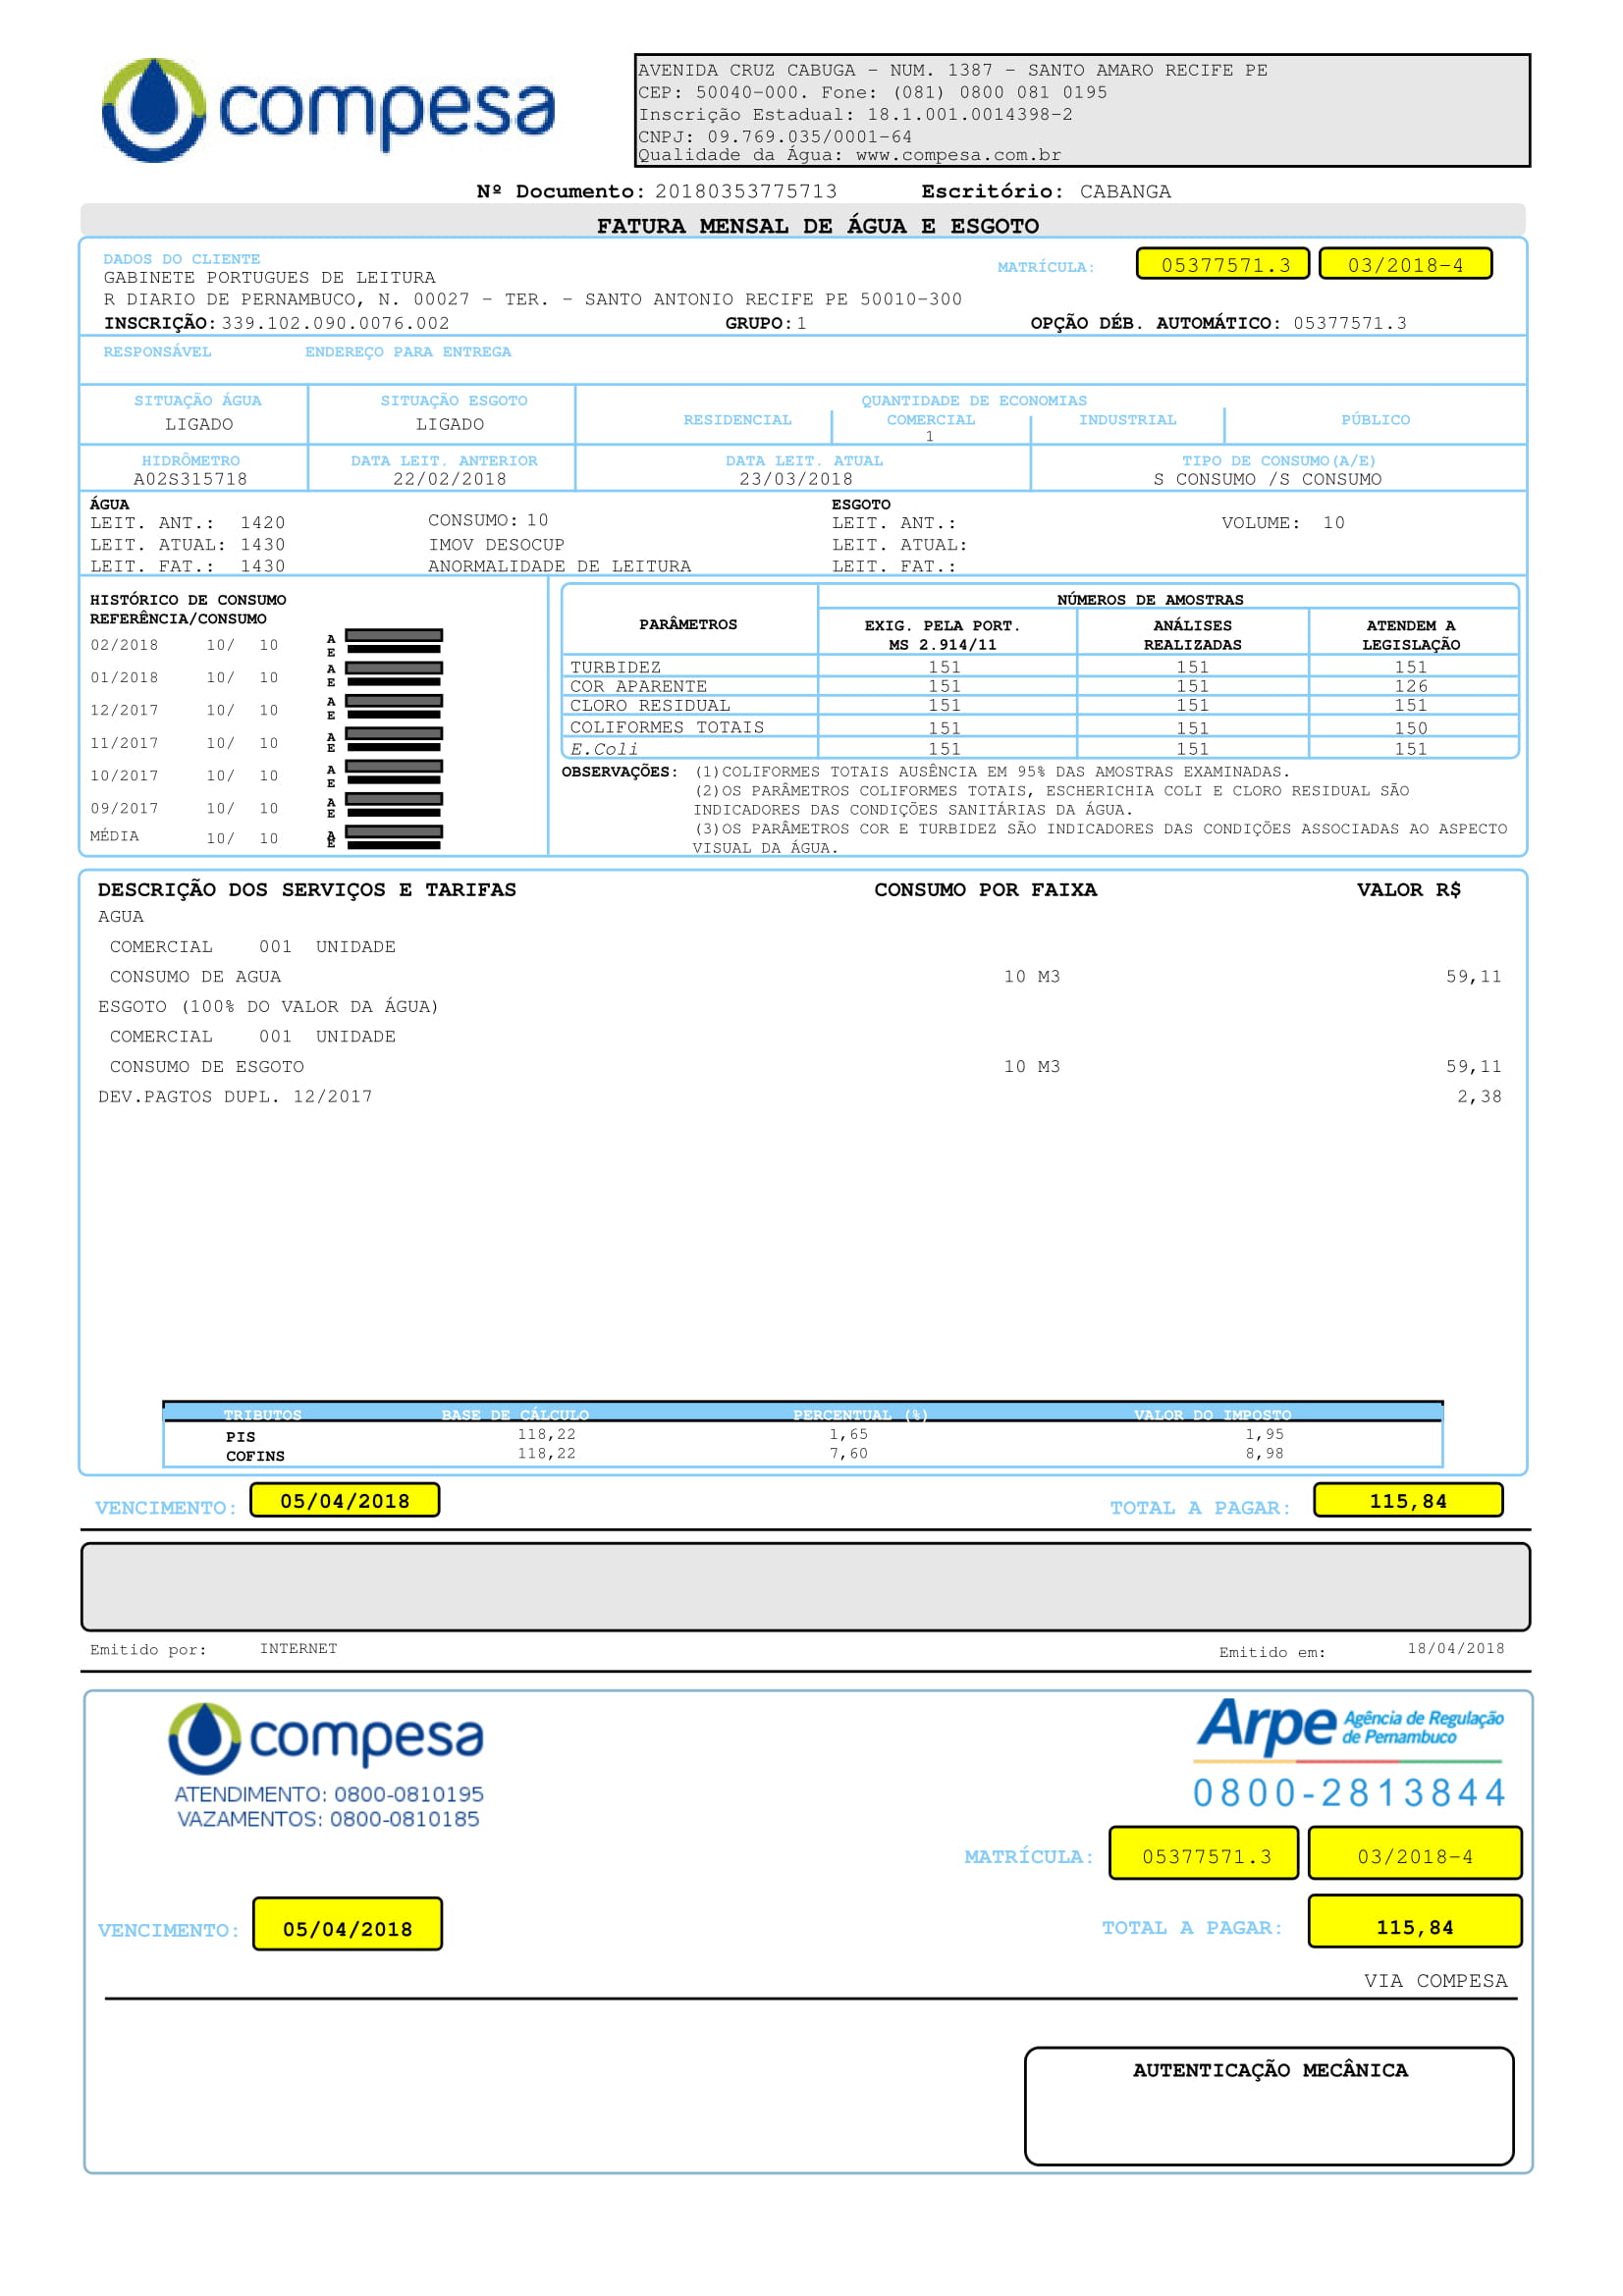 compesa
AVENIDA CRUZ CABUGA - NUM. 1387 - SANTO AMARO RECIFE PE
CEP: 50040-000. Fone: (081) 0800 081 0195
Inscrição Estadual: 18.1.001.0014398-2
CNPJ: 09.769.035/0001-64
Qualidade da Água: www.compesa.com.br
Nº Documento: 20180353775713 Escritório: CABANGA
FATURA MENSAL DE ÁGUA E ESGOTO
DADOS DO CLIENTE
GABINETE PORTUGUES DE LEITURA
MATRÍCULA: 05377571.3 03/2018-4
R DIARIO DE PERNAMBUCO, N. 00027 - TER. - SANTO ANTONIO RECIFE PE 50010-300
INSCRIÇÃO: 339.102.090.0076.002 GRUPO: 1 OPÇÃO DÉB. AUTOMÁTICO: 05377571.3
RESPONSÁVEL ENDEREÇO PARA ENTREGA
SITUAÇÃO ÁGUA SITUAÇÃO ESGOTO QUANTIDADE DE ECONOMIAS
LIGADO LIGADO RESIDENCIAL COMERCIAL INDUSTRIAL PÚBLICO
1
HIDRÔMETRO DATA LEIT. ANTERIOR DATA LEIT. ATUAL TIPO DE CONSUMO(A/E)
A02S315718 22/02/2018 23/03/2018 S CONSUMO /S CONSUMO
ÁGUA ESGOTO
LEIT. ANT.: 1420 CONSUMO: 10 LEIT. ANT.: VOLUME: 10
LEIT. ATUAL: 1430 IMOV DESOCUP LEIT. ATUAL:
LEIT. FAT.: 1430 ANORMALIDADE DE LEITURA LEIT. FAT.:
HISTÓRICO DE CONSUMO
REFERÊNCIA/CONSUMO
02/2018 10/ 10 A E
01/2018 10/ 10 A E
12/2017 10/ 10 A E
11/2017 10/ 10 A E
10/2017 10/ 10 A E
09/2017 10/ 10 A E
MÉDIA 10/ 10 A E
NÚMEROS DE AMOSTRAS
PARÂMETROS EXIG. PELA PORT. MS 2.914/11 ANÁLISES REALIZADAS ATENDEM A LEGISLAÇÃO
TURBIDEZ 151 151 151
COR APARENTE 151 151 126
CLORO RESIDUAL 151 151 151
COLIFORMES TOTAIS 151 151 150
E.Coli 151 151 151
OBSERVAÇÕES: (1)COLIFORMES TOTAIS AUSÊNCIA EM 95% DAS AMOSTRAS EXAMINADAS.
(2)OS PARÂMETROS COLIFORMES TOTAIS, ESCHERICHIA COLI E CLORO RESIDUAL SÃO
INDICADORES DAS CONDIÇÕES SANITÁRIAS DA ÁGUA.
(3)OS PARÂMETROS COR E TURBIDEZ SÃO INDICADORES DAS CONDIÇÕES ASSOCIADAS AO ASPECTO
VISUAL DA ÁGUA.
DESCRIÇÃO DOS SERVIÇOS E TARIFAS CONSUMO POR FAIXA VALOR R$
AGUA
COMERCIAL 001 UNIDADE
CONSUMO DE AGUA 10 M3 59,11
ESGOTO (100% DO VALOR DA ÁGUA)
COMERCIAL 001 UNIDADE
CONSUMO DE ESGOTO 10 M3 59,11
DEV.PAGTOS DUPL. 12/2017 2,38
TRIBUTOS BASE DE CÁLCULO PERCENTUAL (%) VALOR DO IMPOSTO
PIS 118,22 1,65 1,95
COFINS 118,22 7,60 8,98
VENCIMENTO: 05/04/2018 TOTAL A PAGAR: 115,84
Emitido por: INTERNET Emitido em: 18/04/2018
compesa
ATENDIMENTO: 0800-0810195
VAZAMENTOS: 0800-0810185
Arpe Agência de Regulação de Pernambuco
0800-2813844
MATRÍCULA: 05377571.3 03/2018-4
VENCIMENTO: 05/04/2018 TOTAL A PAGAR: 115,84
VIA COMPESA
AUTENTICAÇÃO MECÂNICA